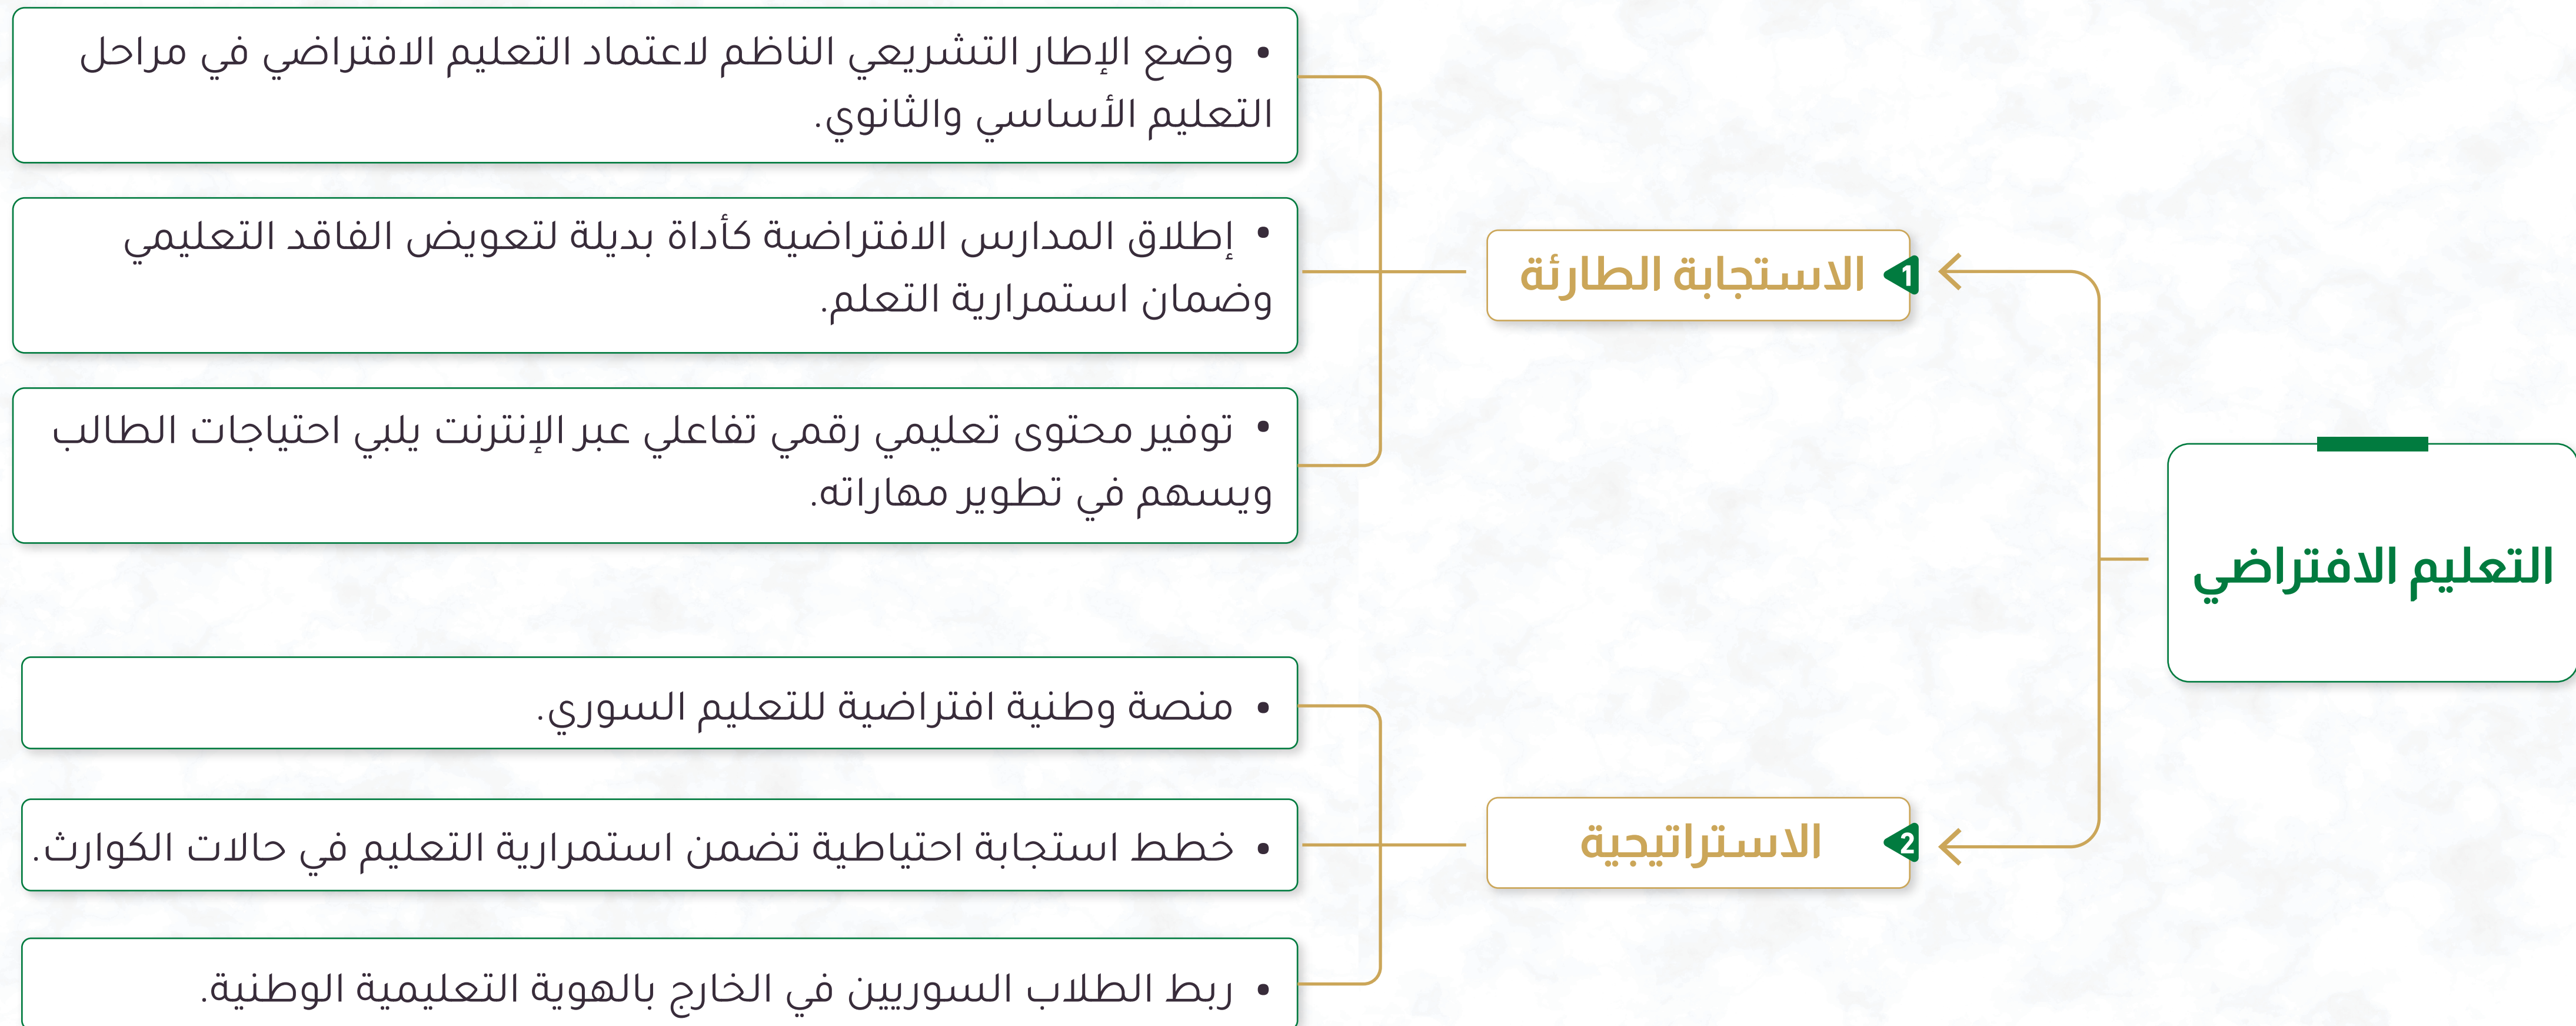 التعليم الافتراضي
1
الاستجابة الطارئة
• وضع الإطار التشريعي الناظم لاعتماد التعليم الافتراضي في مراحل
التعليم الأساسي والثانوي.
• إطلاق المدارس الافتراضية كأداة بديلة لتعويض الفاقد التعليمي
وضمان استمرارية التعلم.
• توفير محتوى تعليمي رقمي تفاعلي عبر الإنترنت يلبي احتياجات الطالب
ويسهم في تطوير مهاراته.
2
الاستراتيجية
• منصة وطنية افتراضية للتعليم السوري.
• خطط استجابة احتياطية تضمن استمرارية التعليم في حالات الكوارث.
• ربط الطلاب السوريين في الخارج بالهوية التعليمية الوطنية.